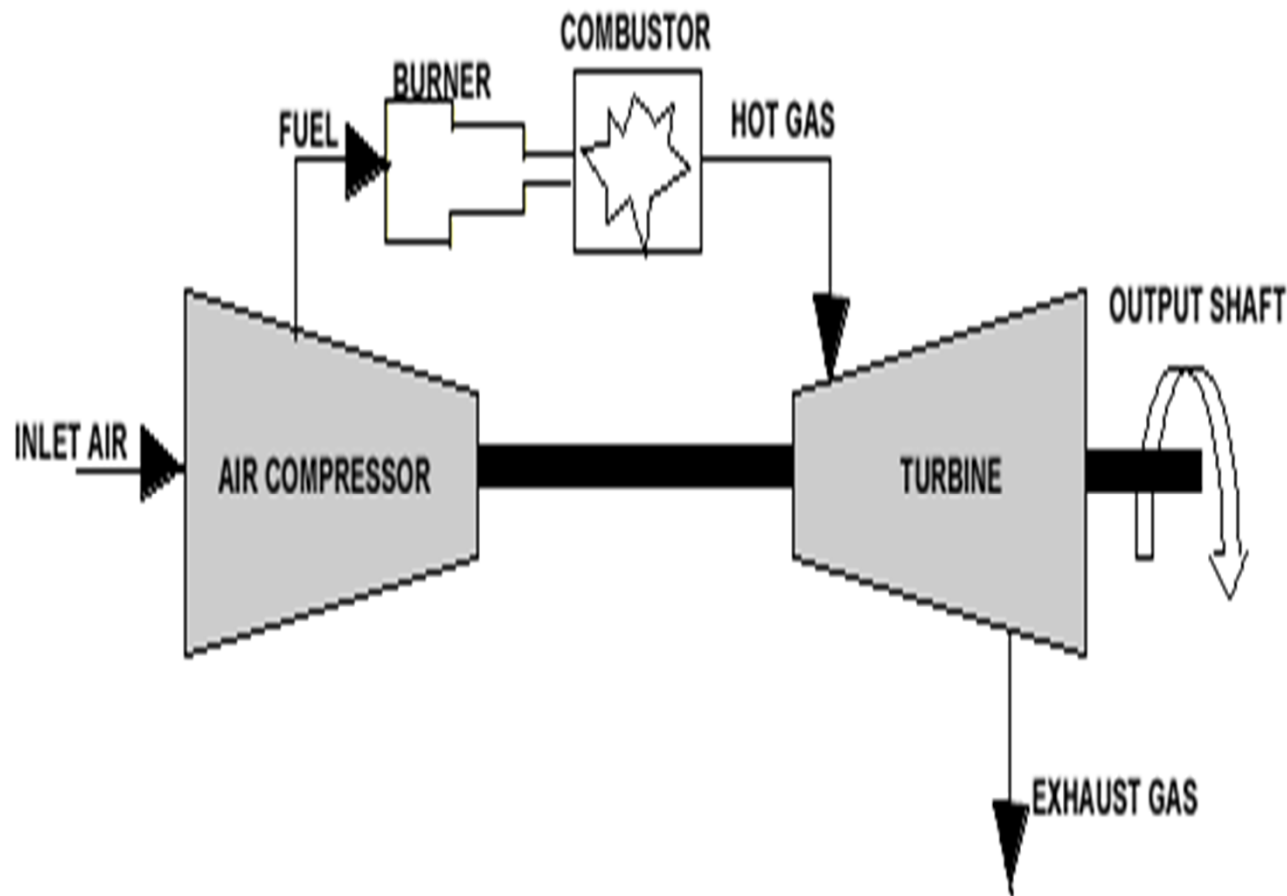 COMBUSTOR
BURNER
FUEL
HOT GAS
OUTPUT SHAFT
INLET AIR
AIR COMPRESSOR
TURBINE
EXHAUST GAS